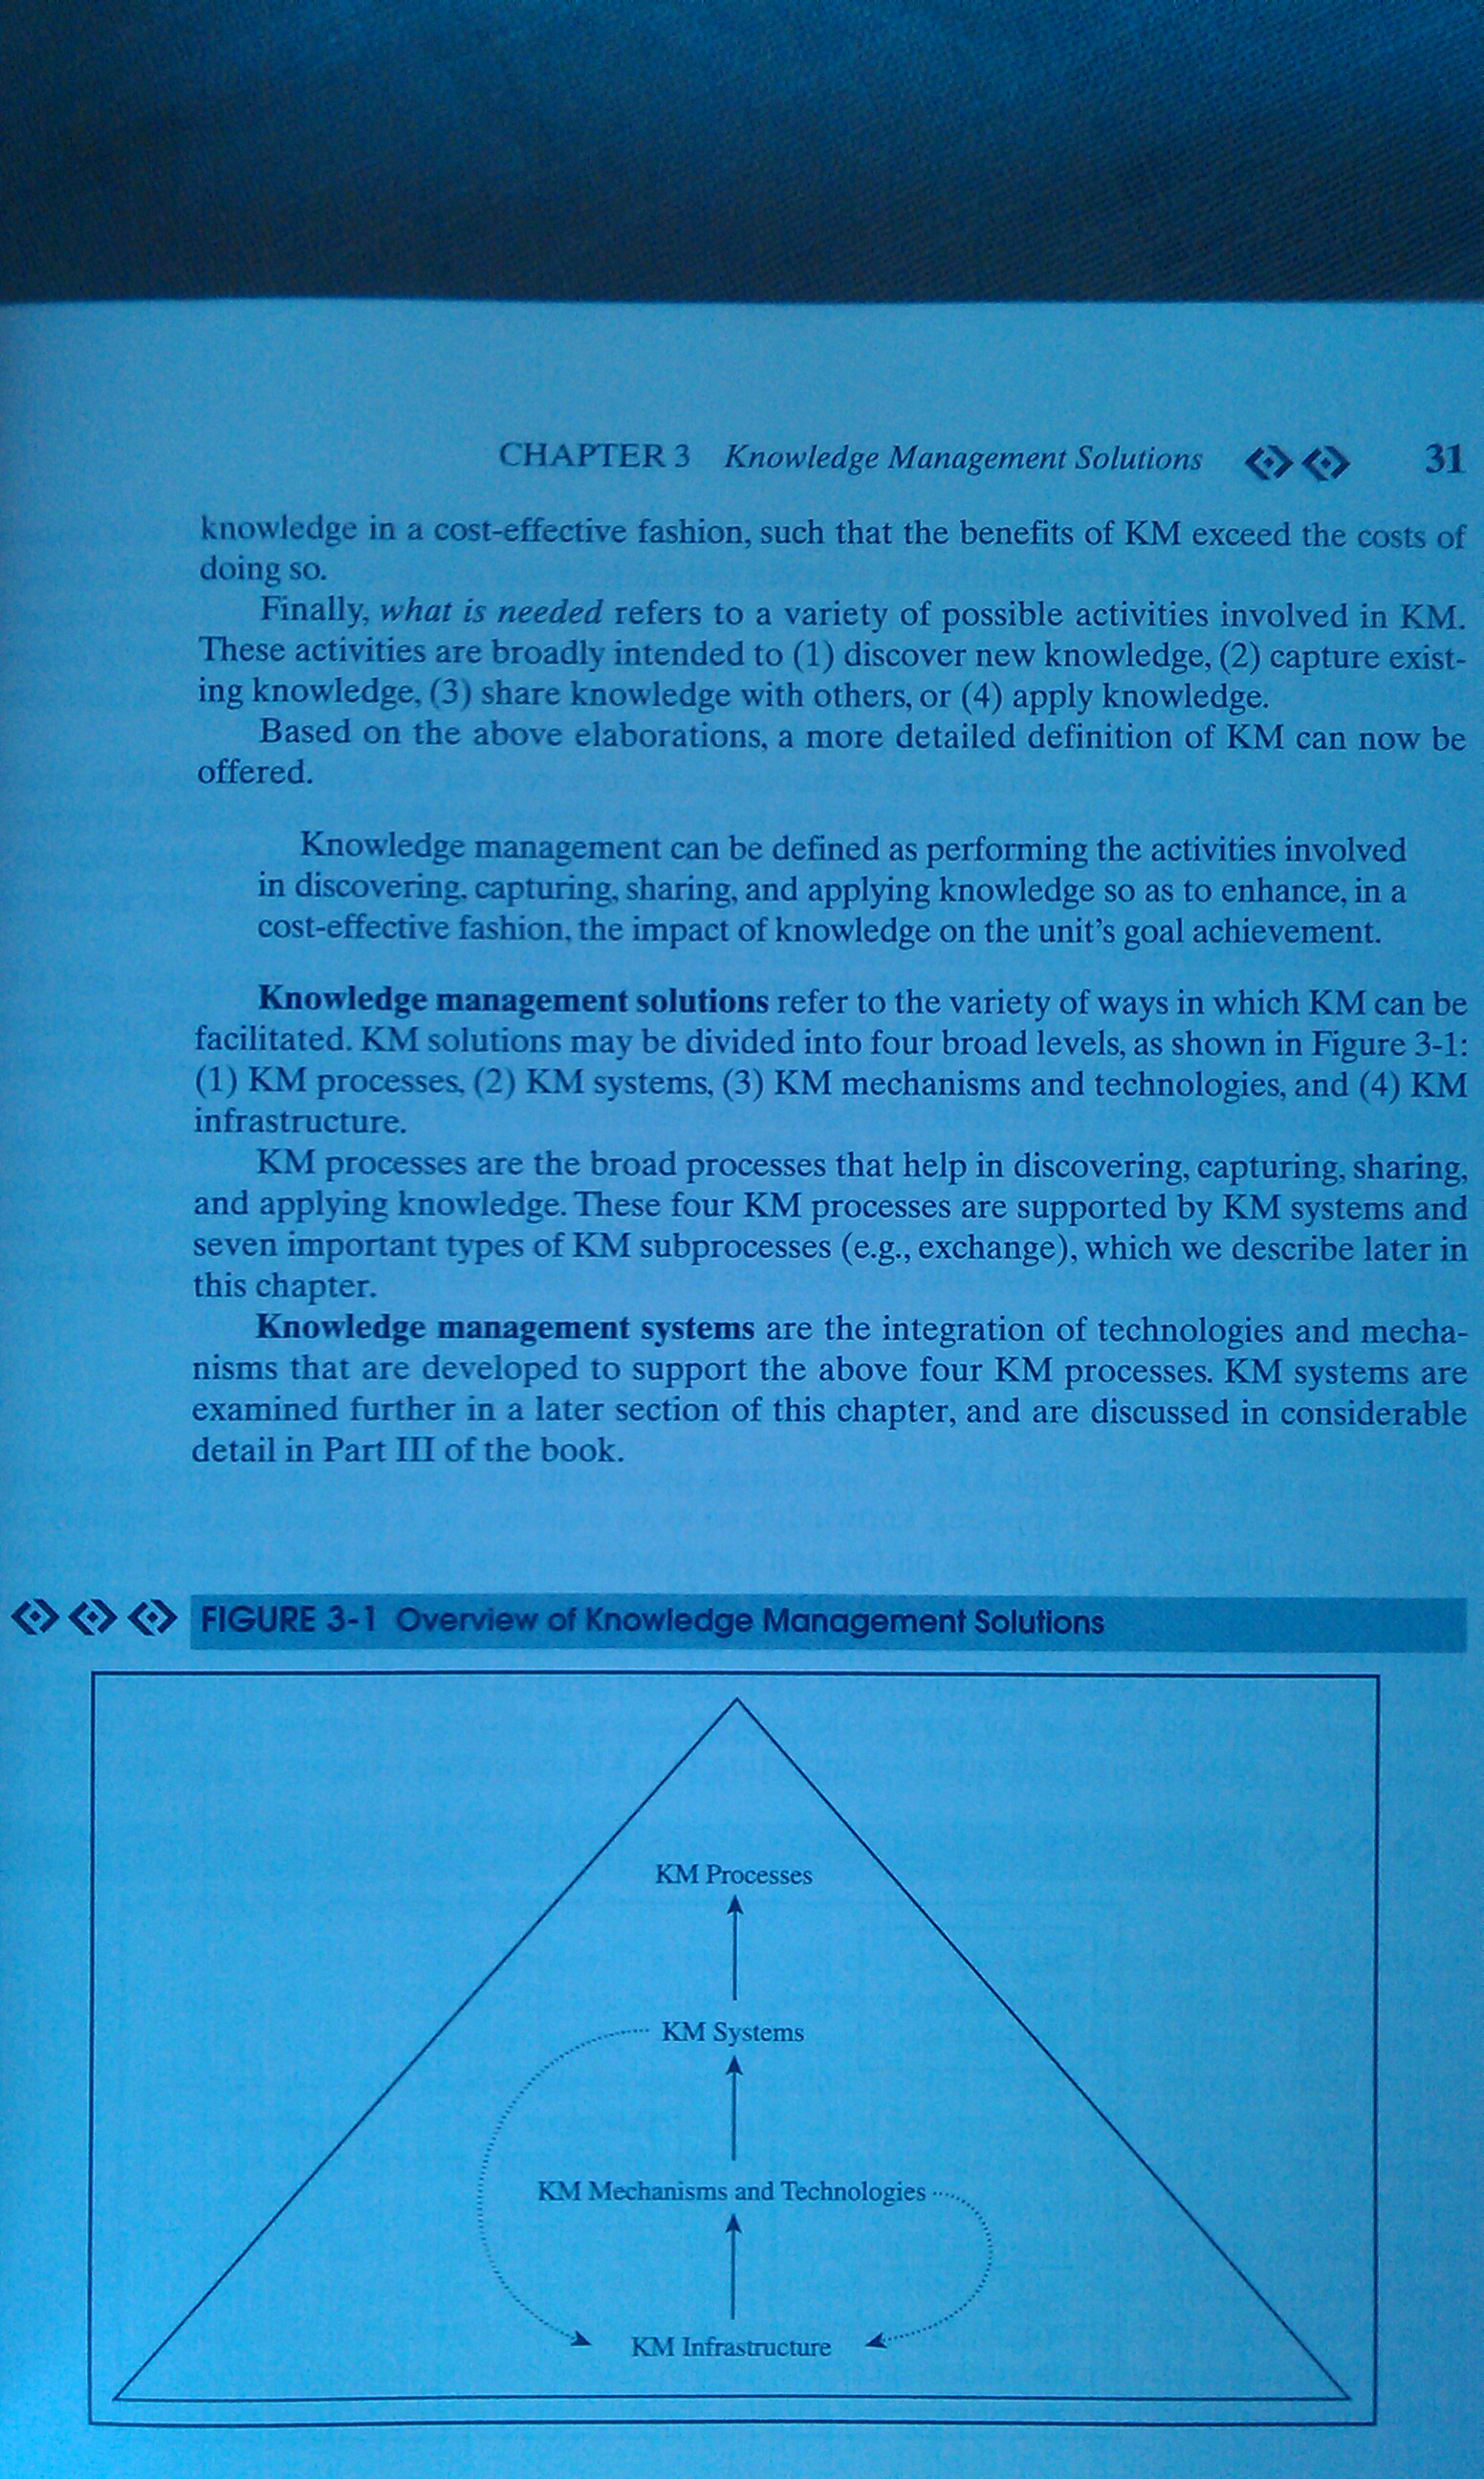 CHAPTER 3 Knowledge Management Solutions 31
knowledge in a cost-effective fashion, such that the benefits of KM exceed the costs of
doing so.
Finally, what is needed refers to a variety of possible activities involved in KM.
These activities are broadly intended to (1) discover new knowledge, (2) capture exist-
ing knowledge, (3) share knowledge with others, or (4) apply knowledge.
Based on the above elaborations, a more detailed definition of KM can now be
offered.
Knowledge management can be defined as performing the activities involved
in discovering, capturing, sharing, and applying knowledge so as to enhance, in a
cost-effective fashion, the impact of knowledge on the unit's goal achievement.
Knowledge management solutions refer to the variety of ways in which KM can be
facilitated. KM solutions may be divided into four broad levels, as shown in Figure 3-1:
(1) KM processes, (2) KM systems, (3) KM mechanisms and technologies, and (4) KM
infrastructure.
KM processes are the broad processes that help in discovering, capturing, sharing,
and applying knowledge. These four KM processes are supported by KM systems and
seven important types of KM subprocesses (e.g., exchange), which we describe later in
this chapter.
Knowledge management systems are the integration of technologies and mecha-
nisms that are developed to support the above four KM processes. KM systems are
examined further in a later section of this chapter, and are discussed in considerable
detail in Part III of the book.
FIGURE 3-1 Overview of Knowledge Management Solutions
KM Processes
KM Systems
KM Mechanisms and Technologies
KM Infrastructure